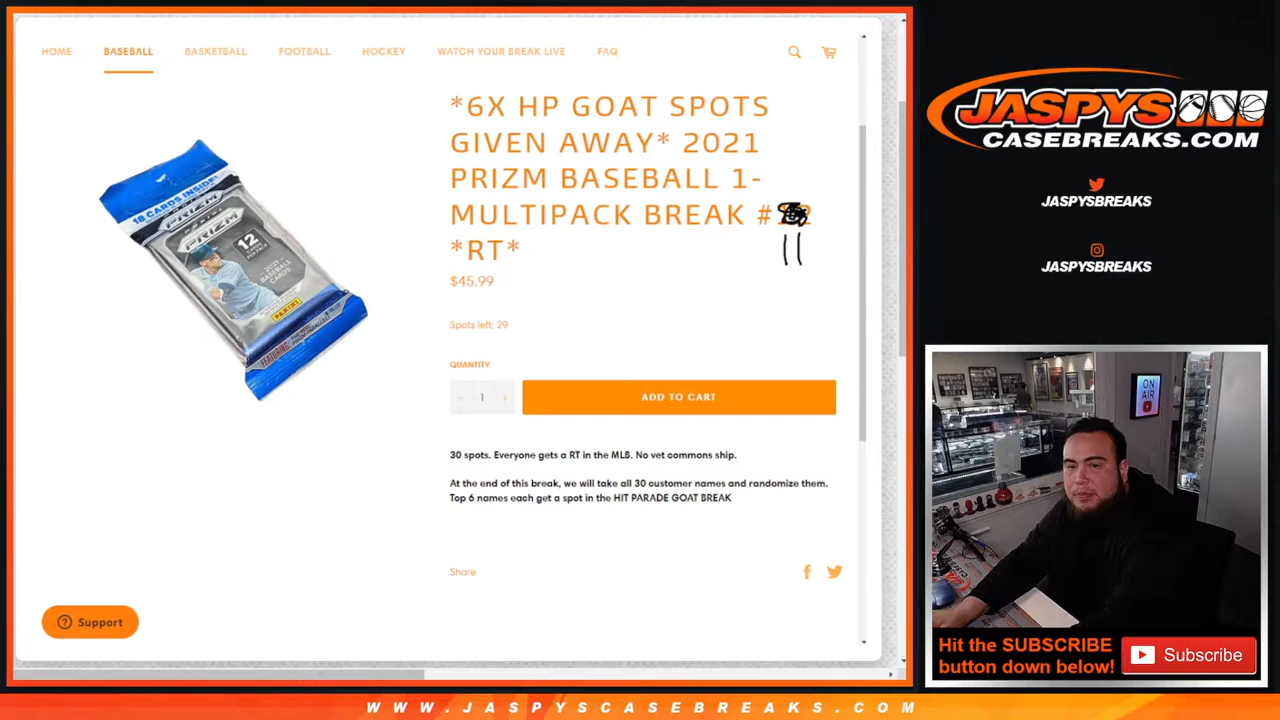 HOME BASEBALL BASKETBALL FOOTBALL HOCKEY WATCH YOUR BREAK LIVE FAQ
*6X HP GOAT SPOTS
GIVEN AWAY* 2021
PRIZM BASEBALL 1-
MULTIPACK BREAK #
*RT*
11
$45.99
Spots left: 29
QUANTITY
− 1 +
ADD TO CART
30 spots. Everyone gets a RT in the MLB. No vet commons ship.
At the end of this break, we will take all 30 customer names and randomize them.
Top 6 names each get a spot in the HIT PARADE GOAT BREAK
Share
Support
18 CARDS INSIDE!
PANINI
PRIZM
PRIZM
12
2021
BASEBALL
CARDS
PANINI
FEATURING
JASPYS
CASEBREAKS.COM
JASPYSBREAKS
JASPYSBREAKS
ON
AIR
Hit the SUBSCRIBE
button down below!
Subscribe
WWW.JASPYSCASEBREAKS.COM